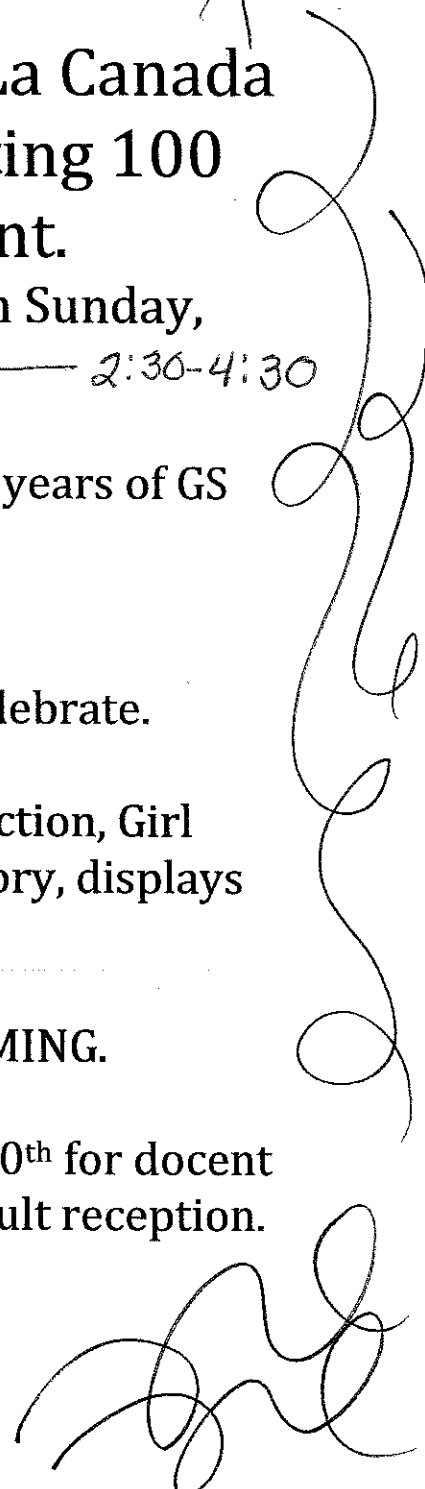 La Canada
ing 100
nt.
n Sunday,
— 2:30-4:30
years of GS
lebrate.
ction, Girl
ory, displays
MING.
0th for docent
ult reception.